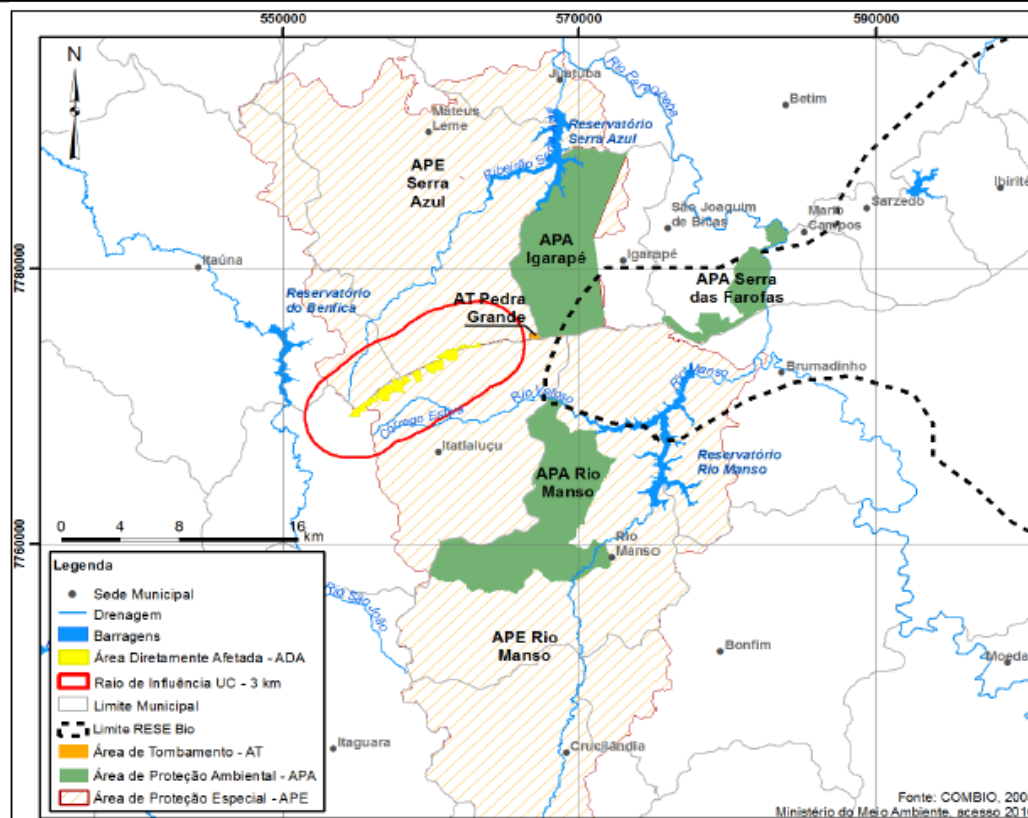 550000
570000
590000
N
Juatuba
Rio Paraopeba
Betim
Mateus
Leme
Reservatório
Serra Azul
Ribeirão
APE
Serra
Azul
Ibirité
Sarzedo
São Joaquim
de Bicas
Mario
Campos
APA
Igarapé
Igarapé
7780000
Itaúna
APA Serra
das Farofas
Reservatório
do Benfica
AT Pedra
Grande
Rio Manso
Brumadinho
Rio Veloso
Córrego Estiva
Itatiaiuçu
Reservatório
Rio Manso
APA Rio
Manso
0 4 8 16
km
7760000
Rio
Manso
Legenda
Sede Municipal
Drenagem
Barragens
Área Diretamente Afetada - ADA
Raio de Influência UC - 3 km
Limite Municipal
Limite RESE Bio
Área de Tombamento - AT
Área de Proteção Ambiental - APA
Área de Proteção Especial - APE
Rio São João
APE Rio
Manso
Bonfim
Moeda
Itaguara
Crucilândia
Fonte: COMBIO, 200
Ministério do Meio Ambiente, acesso 201